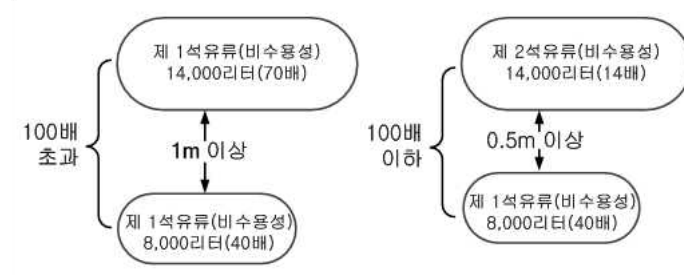 제 1석유류(비수용성)
14,000리터(70배)
100배
초과
1m 이상
제 1석유류(비수용성)
8,000리터(40배)
제 2석유류(비수용성)
14,000리터(14배)
100배
이하
0.5m 이상
제 1석유류(비수용성)
8,000리터(40배)